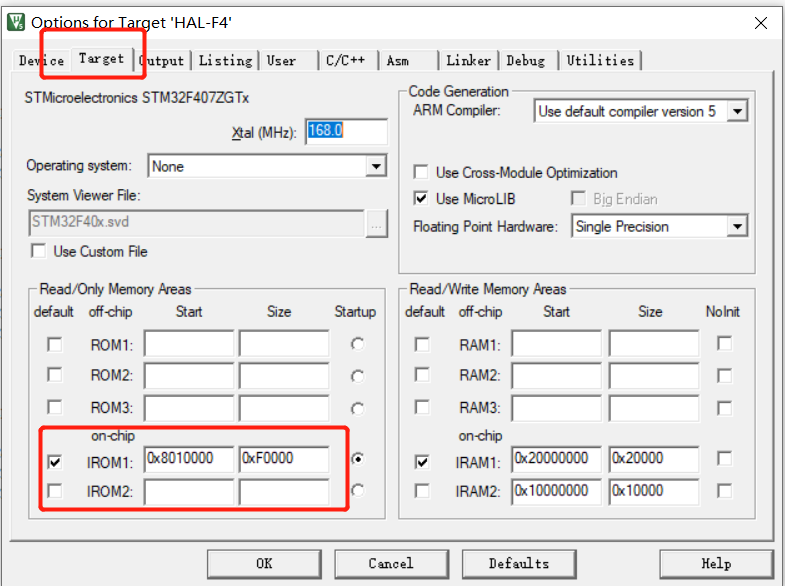 Options for Target 'HAL-F4'
Device Target Output Listing User C/C++ Asm Linker Debug Utilities
STMicroelectronics STM32F407ZGTx
Xtal (MHz): 168.0
Operating system: None
System Viewer File:
STM32F40x.svd ...
Use Custom File
Code Generation
ARM Compiler: Use default compiler version 5
Use Cross-Module Optimization
Use MicroLIB Big Endian
Floating Point Hardware: Single Precision
Read/Only Memory Areas
default off-chip Start Size Startup
ROM1:
ROM2:
ROM3:
on-chip
IROM1: 0x8010000 0xF0000
IROM2:
Read/Write Memory Areas
default off-chip Start Size NoInit
RAM1:
RAM2:
RAM3:
on-chip
IRAM1: 0x20000000 0x20000
IRAM2: 0x10000000 0x10000
OK Cancel Defaults Help